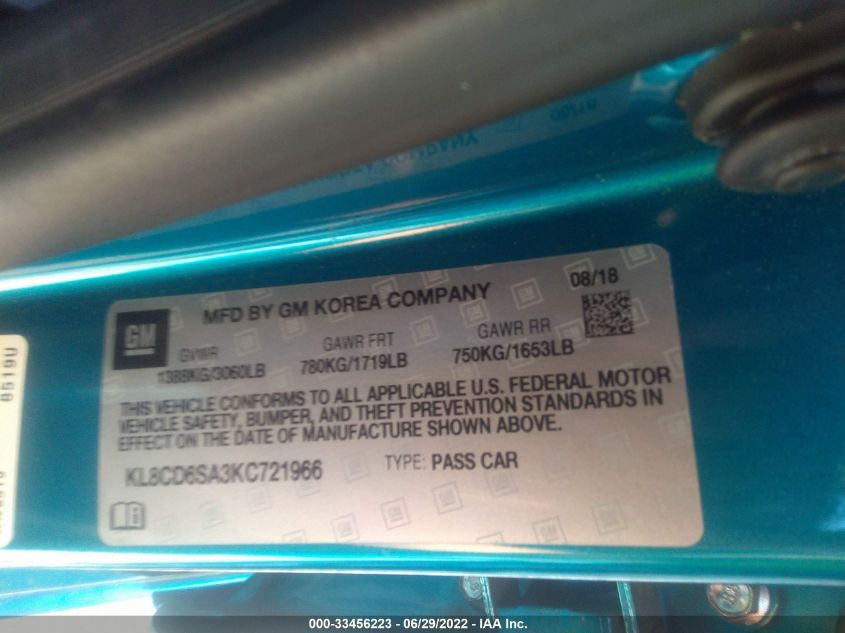 MFD BY GM KOREA COMPANY
08/18
GM
GVWR
GAWR FRT
GAWR RR
1388KG/3060LB
780KG/1719LB
750KG/1653LB
THIS VEHICLE CONFORMS TO ALL APPLICABLE U.S. FEDERAL MOTOR
VEHICLE SAFETY, BUMPER, AND THEFT PREVENTION STANDARDS IN
EFFECT ON THE DATE OF MANUFACTURE SHOWN ABOVE.
KL8CD6SA3KC721966
TYPE: PASS CAR
8519U
000-33456223 - 06/29/2022 - IAA Inc.